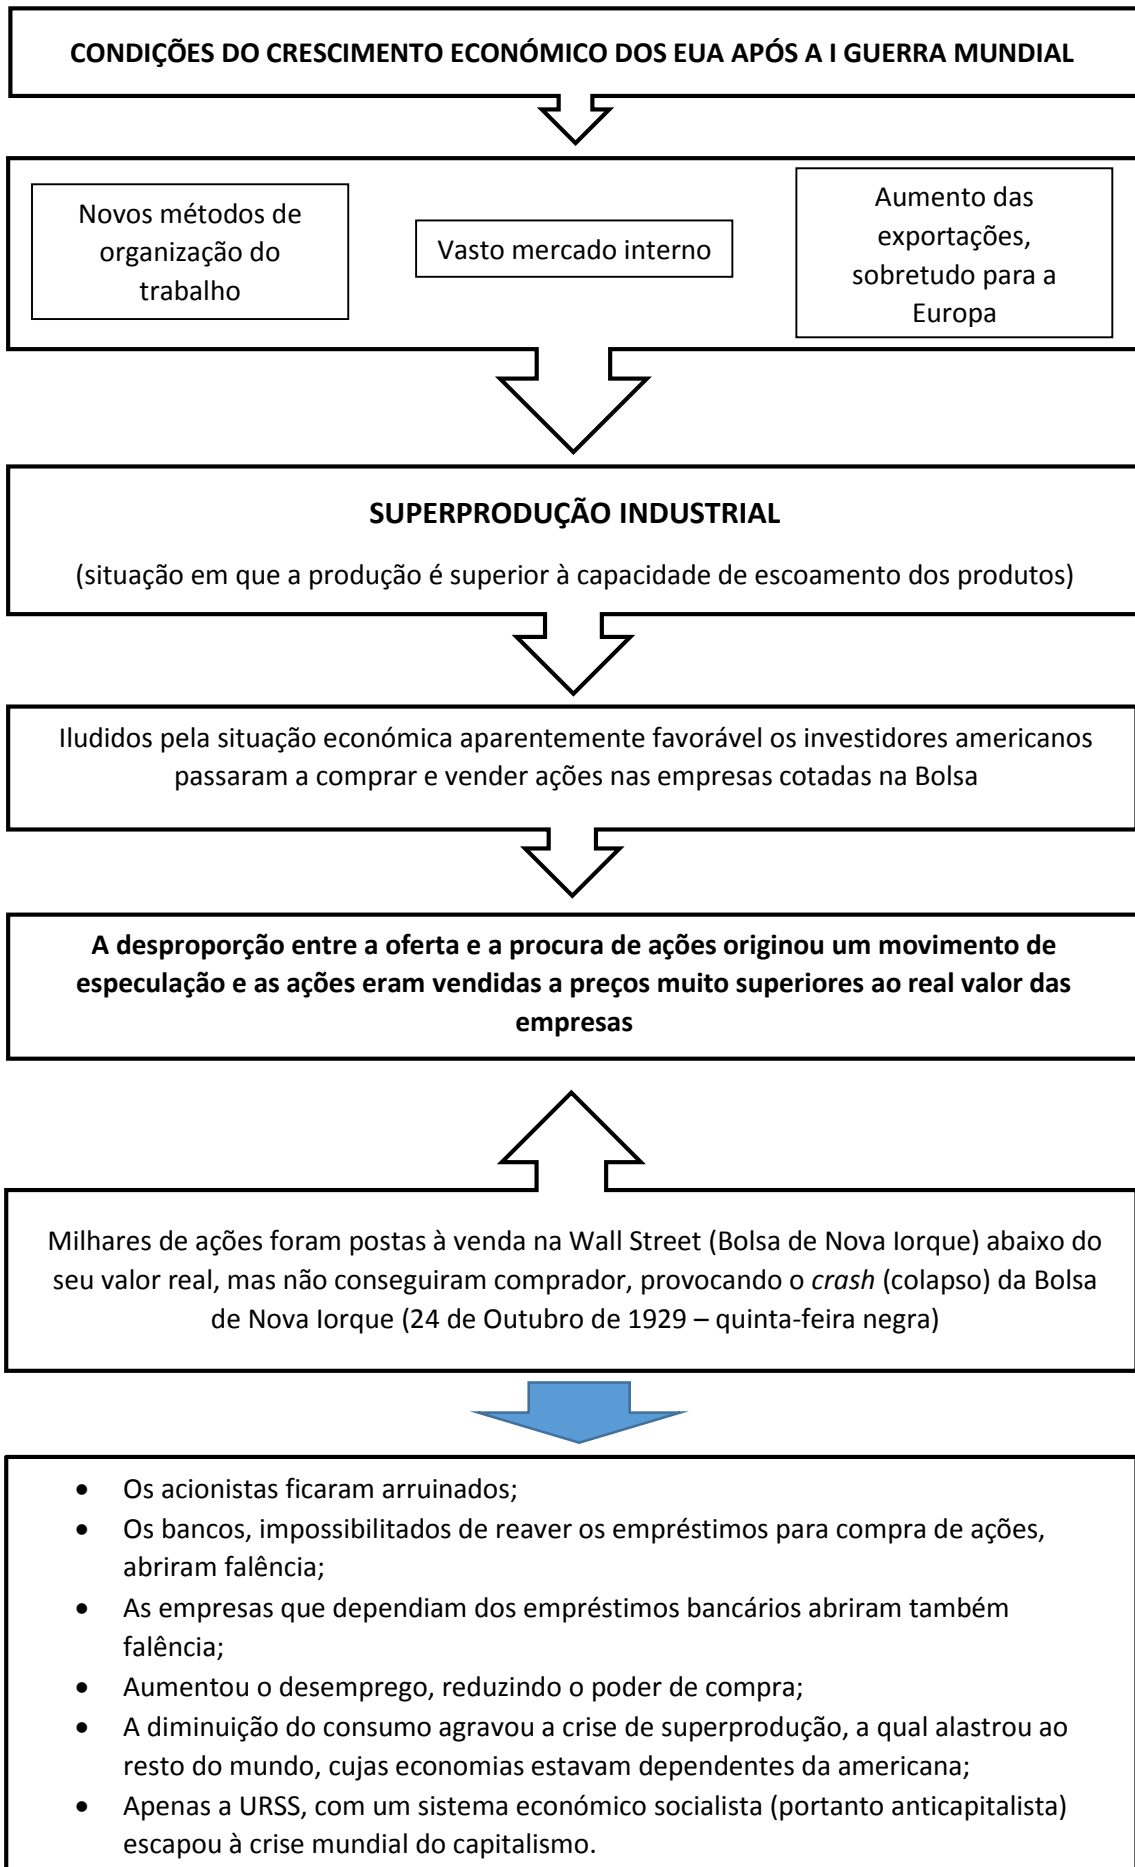 CONDIÇÕES DO CRESCIMENTO ECONÓMICO DOS EUA APÓS A I GUERRA MUNDIAL
Novos métodos de
organização do
trabalho
Vasto mercado interno
Aumento das
exportações,
sobretudo para a
Europa
SUPERPRODUÇÃO INDUSTRIAL
(situação em que a produção é superior à capacidade de escoamento dos produtos)
Iludidos pela situação económica aparentemente favorável os investidores americanos
passaram a comprar e vender ações nas empresas cotadas na Bolsa
A desproporção entre a oferta e a procura de ações originou um movimento de
especulação e as ações eram vendidas a preços muito superiores ao real valor das
empresas
Milhares de ações foram postas à venda na Wall Street (Bolsa de Nova Iorque) abaixo do
seu valor real, mas não conseguiram comprador, provocando o crash (colapso) da Bolsa
de Nova Iorque (24 de Outubro de 1929 – quinta-feira negra)
• Os acionistas ficaram arruinados;
• Os bancos, impossibilitados de reaver os empréstimos para compra de ações,
abriram falência;
• As empresas que dependiam dos empréstimos bancários abriram também
falência;
• Aumentou o desemprego, reduzindo o poder de compra;
• A diminuição do consumo agravou a crise de superprodução, a qual alastrou ao
resto do mundo, cujas economias estavam dependentes da americana;
• Apenas a URSS, com um sistema económico socialista (portanto anticapitalista)
escapou à crise mundial do capitalismo.